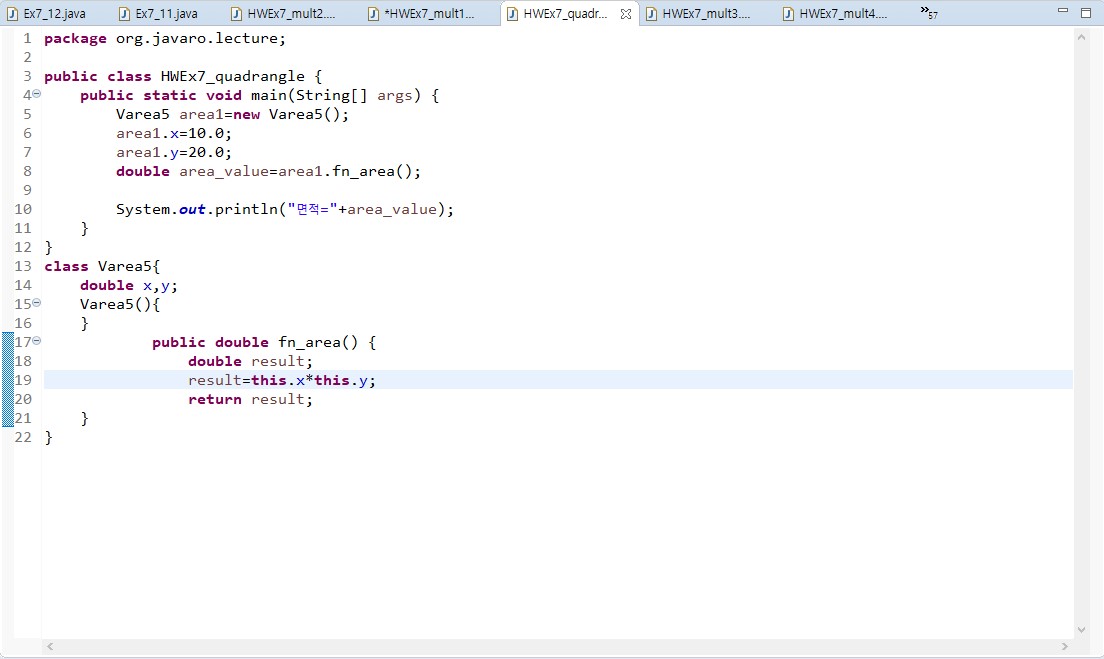 Ex7_12.java Ex7_11.java HWEx7_mult2.... *HWEx7_mult1... HWEx7_quadr... HWEx7_mult3.... HWEx7_mult4.... »57
1 package org.javaro.lecture;
2
3 public class HWEx7_quadrangle {
4     public static void main(String[] args) {
5         Varea5 area1=new Varea5();
6         area1.x=10.0;
7         area1.y=20.0;
8         double area_value=area1.fn_area();
9
10         System.out.println("면적="+area_value);
11     }
12 }
13 class Varea5{
14     double x,y;
15     Varea5(){
16     }
17             public double fn_area() {
18                 double result;
19                 result=this.x*this.y;
20                 return result;
21     }
22 }